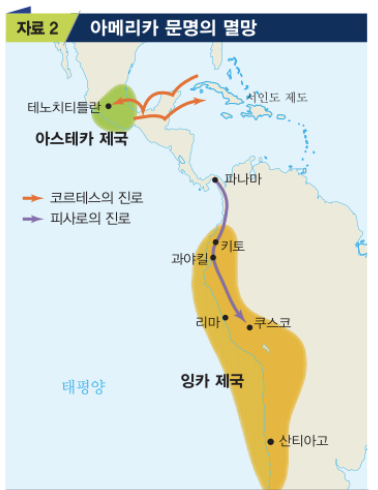 자료 2
아메리카 문명의 멸망
서인도 제도
테노치티틀란
아스테카 제국
파나마
코르테스의 진로
피사로의 진로
키토
과야킬
리마
쿠스코
잉카 제국
태평양
산티아고